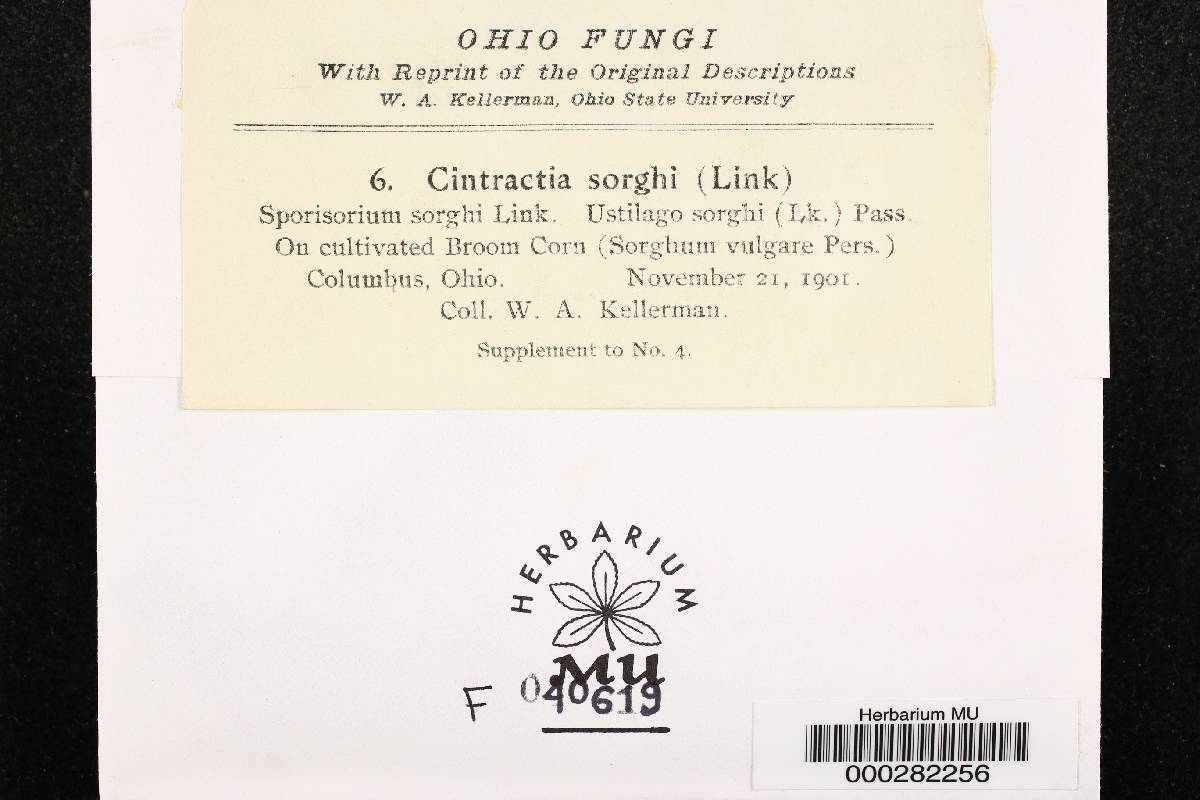 OHIO FUNGI
With Reprint of the Original Descriptions
W. A. Kellerman, Ohio State University
6. Cintractia sorghi (Link)
Sporisorium sorghi Link. Ustilago sorghi (Lk.) Pass.
On cultivated Broom Corn (Sorghum vulgare Pers.)
Columbus, Ohio. November 21, 1901.
Coll. W. A. Kellerman.
Supplement to No. 4.
HERBARIUM
MU
F 040619
Herbarium MU
000282256